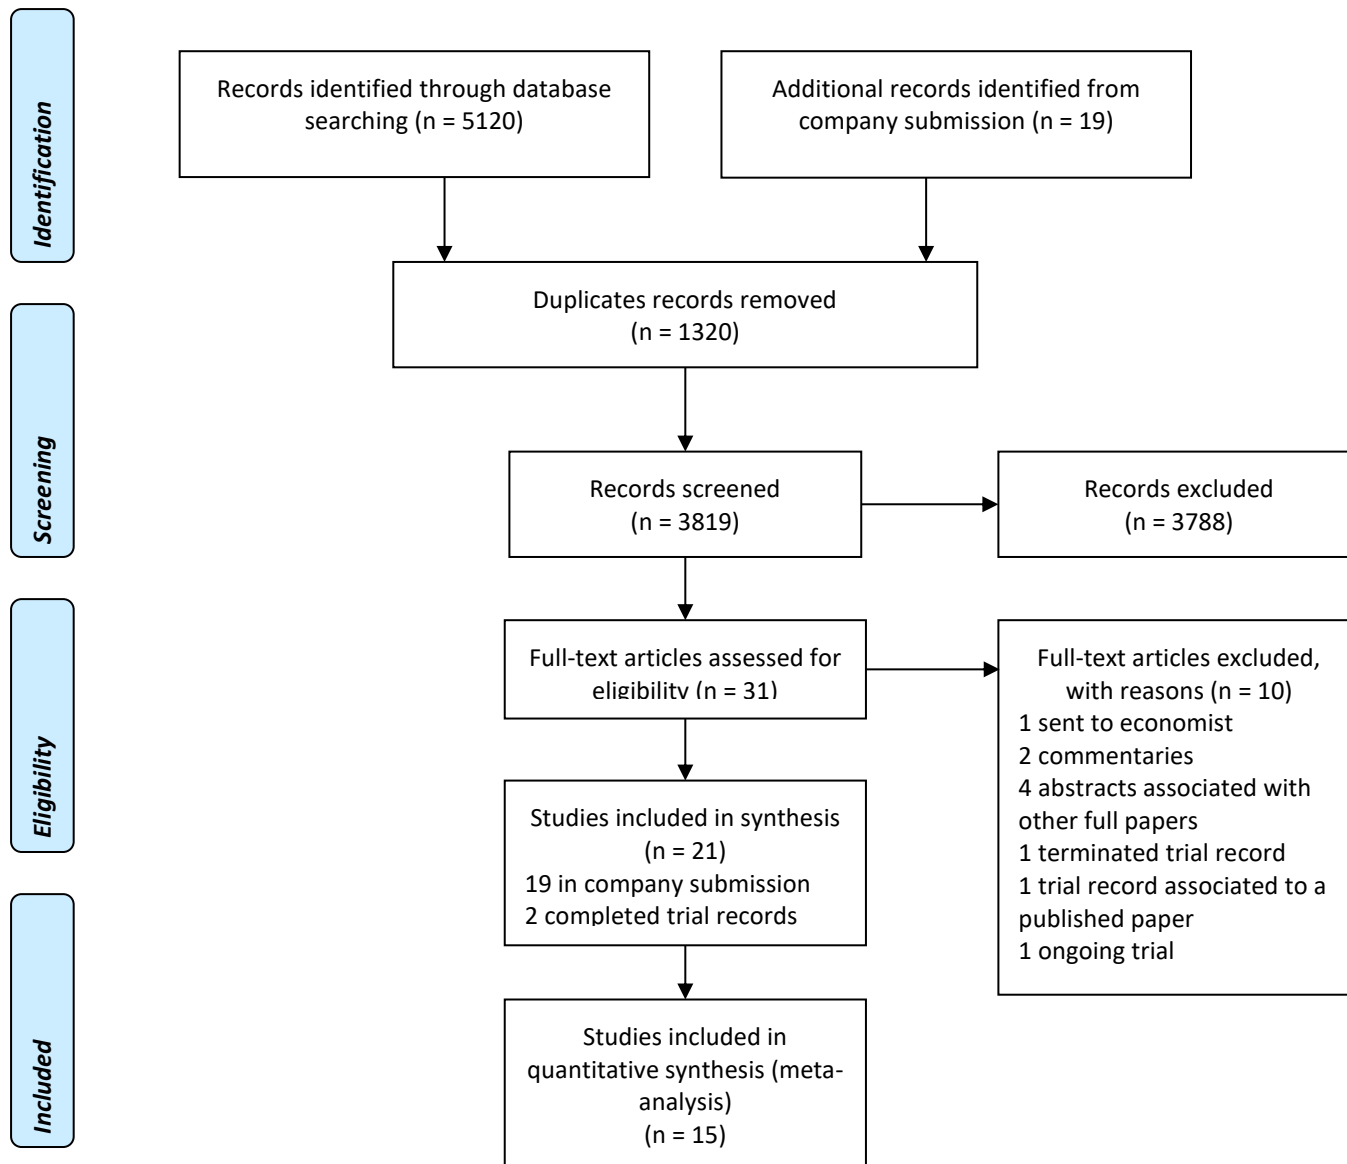 Identification
Records identified through database
searching (n = 5120)
Additional records identified from
company submission (n = 19)
Duplicates records removed
(n = 1320)
Screening
Records screened
(n = 3819)
Records excluded
(n = 3788)
Eligibility
Full-text articles assessed for
eligibility (n = 31)
Full-text articles excluded,
with reasons (n = 10)
1 sent to economist
2 commentaries
4 abstracts associated with
other full papers
1 terminated trial record
1 trial record associated to a
published paper
1 ongoing trial
Studies included in synthesis
(n = 21)
19 in company submission
2 completed trial records
Included
Studies included in
quantitative synthesis (meta-
analysis)
(n = 15)